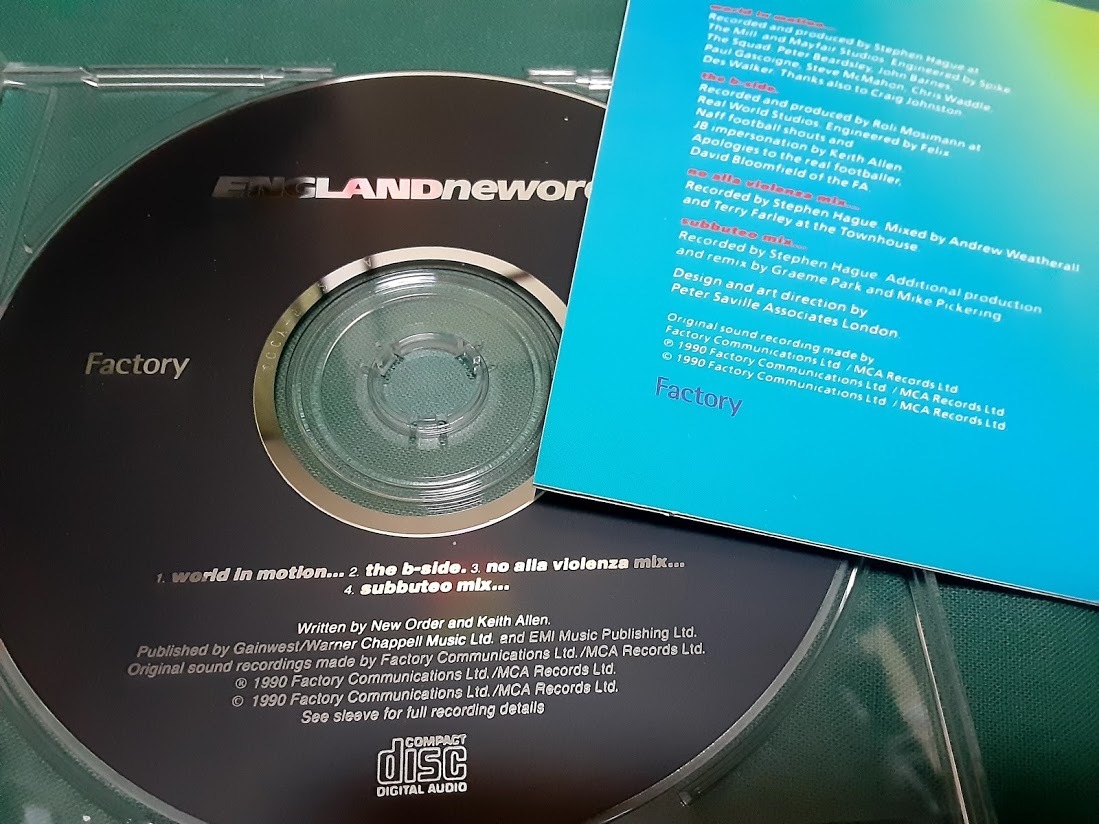 ENGLANDneword
Factory
1. world in motion... 2. the b-side. 3. no alla violenza mix...
4. subbuteo mix...
Written by New Order and Keith Allen.
Published by Gainwest/Warner Chappell Music Ltd. and EMI Music Publishing Ltd.
Original sound recordings made by Factory Communications Ltd./MCA Records Ltd.
® 1990 Factory Communications Ltd./MCA Records Ltd.
© 1990 Factory Communications Ltd./MCA Records Ltd.
See sleeve for full recording details
COMPACT
disc
DIGITAL AUDIO
world in motion...
Recorded and produced by Stephen Hague at
The Mill and Mayfair Studios. Engineered by Spike
The Squad. Peter Beardsley, John Barnes,
Paul Gascoigne, Steve McMahon, Chris Waddle,
Des Walker. Thanks also to Craig Johnston.
the b-side.
Recorded and produced by Roli Mosimann at
Real World Studios. Engineered by Felix
Naff football shouts and
JB impersonation by Keith Allen
Apologies to the real footballer,
David Bloomfield of the FA
no alla violenza mix...
Recorded by Stephen Hague. Mixed by Andrew Weatherall
and Terry Farley at the Townhouse
subbuteo mix...
Recorded by Stephen Hague. Additional production
and remix by Graeme Park and Mike Pickering
Design and art direction by
Peter Saville Associates London
Original sound recording made by
Factory Communications Ltd / MCA Records Ltd
℗ 1990 Factory Communications Ltd / MCA Records Ltd
© 1990 Factory Communications Ltd / MCA Records Ltd
Factory